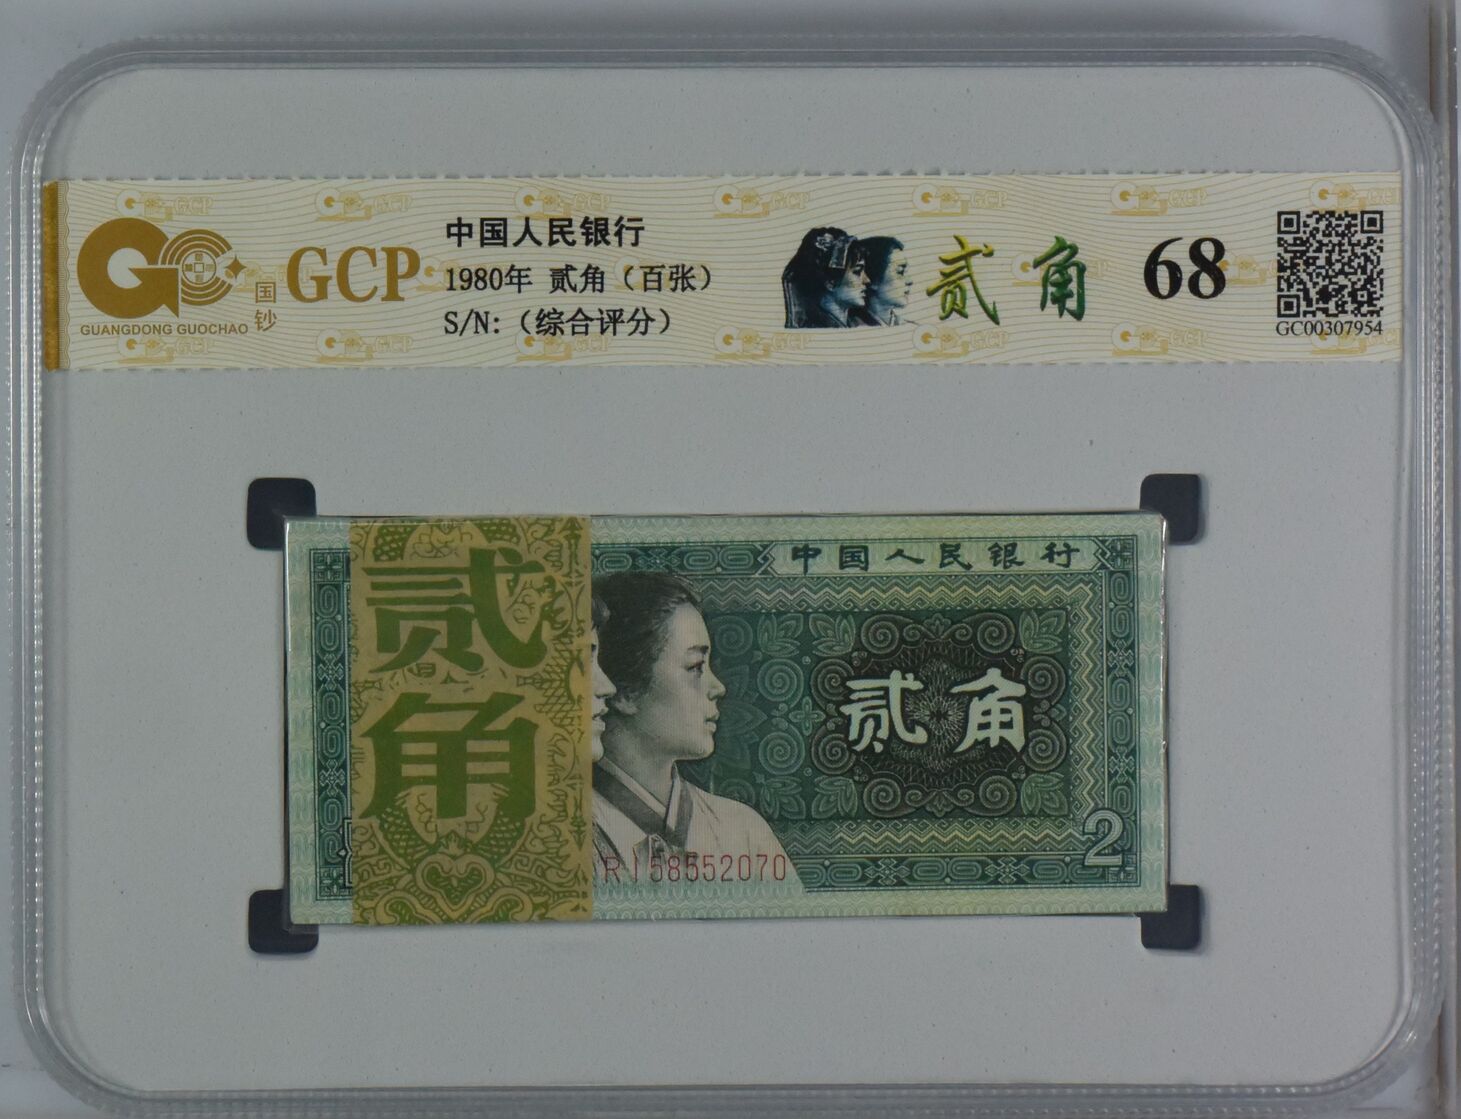 GCP
国钞
GUANGDONG GUOCHAO
中国人民银行
1980年 贰角（百张）
S/N:（综合评分）
贰角
68
GC00307954
贰角
中国人民银行
贰角
RI58552070
2